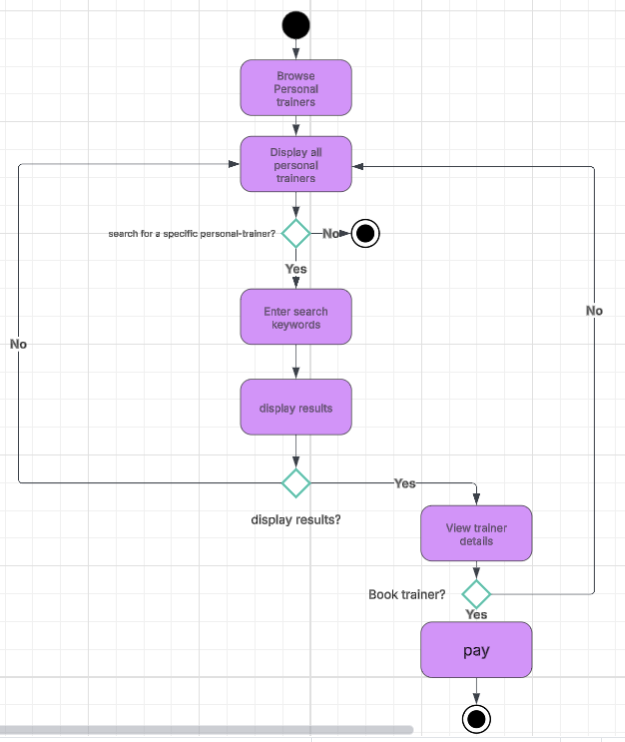 Browse
Personal
trainers
Display all
personal
trainers
search for a specific personal-trainer?
No
Yes
Enter search
keywords
No
No
display results
Yes
display results?
View trainer
details
Book trainer?
Yes
pay